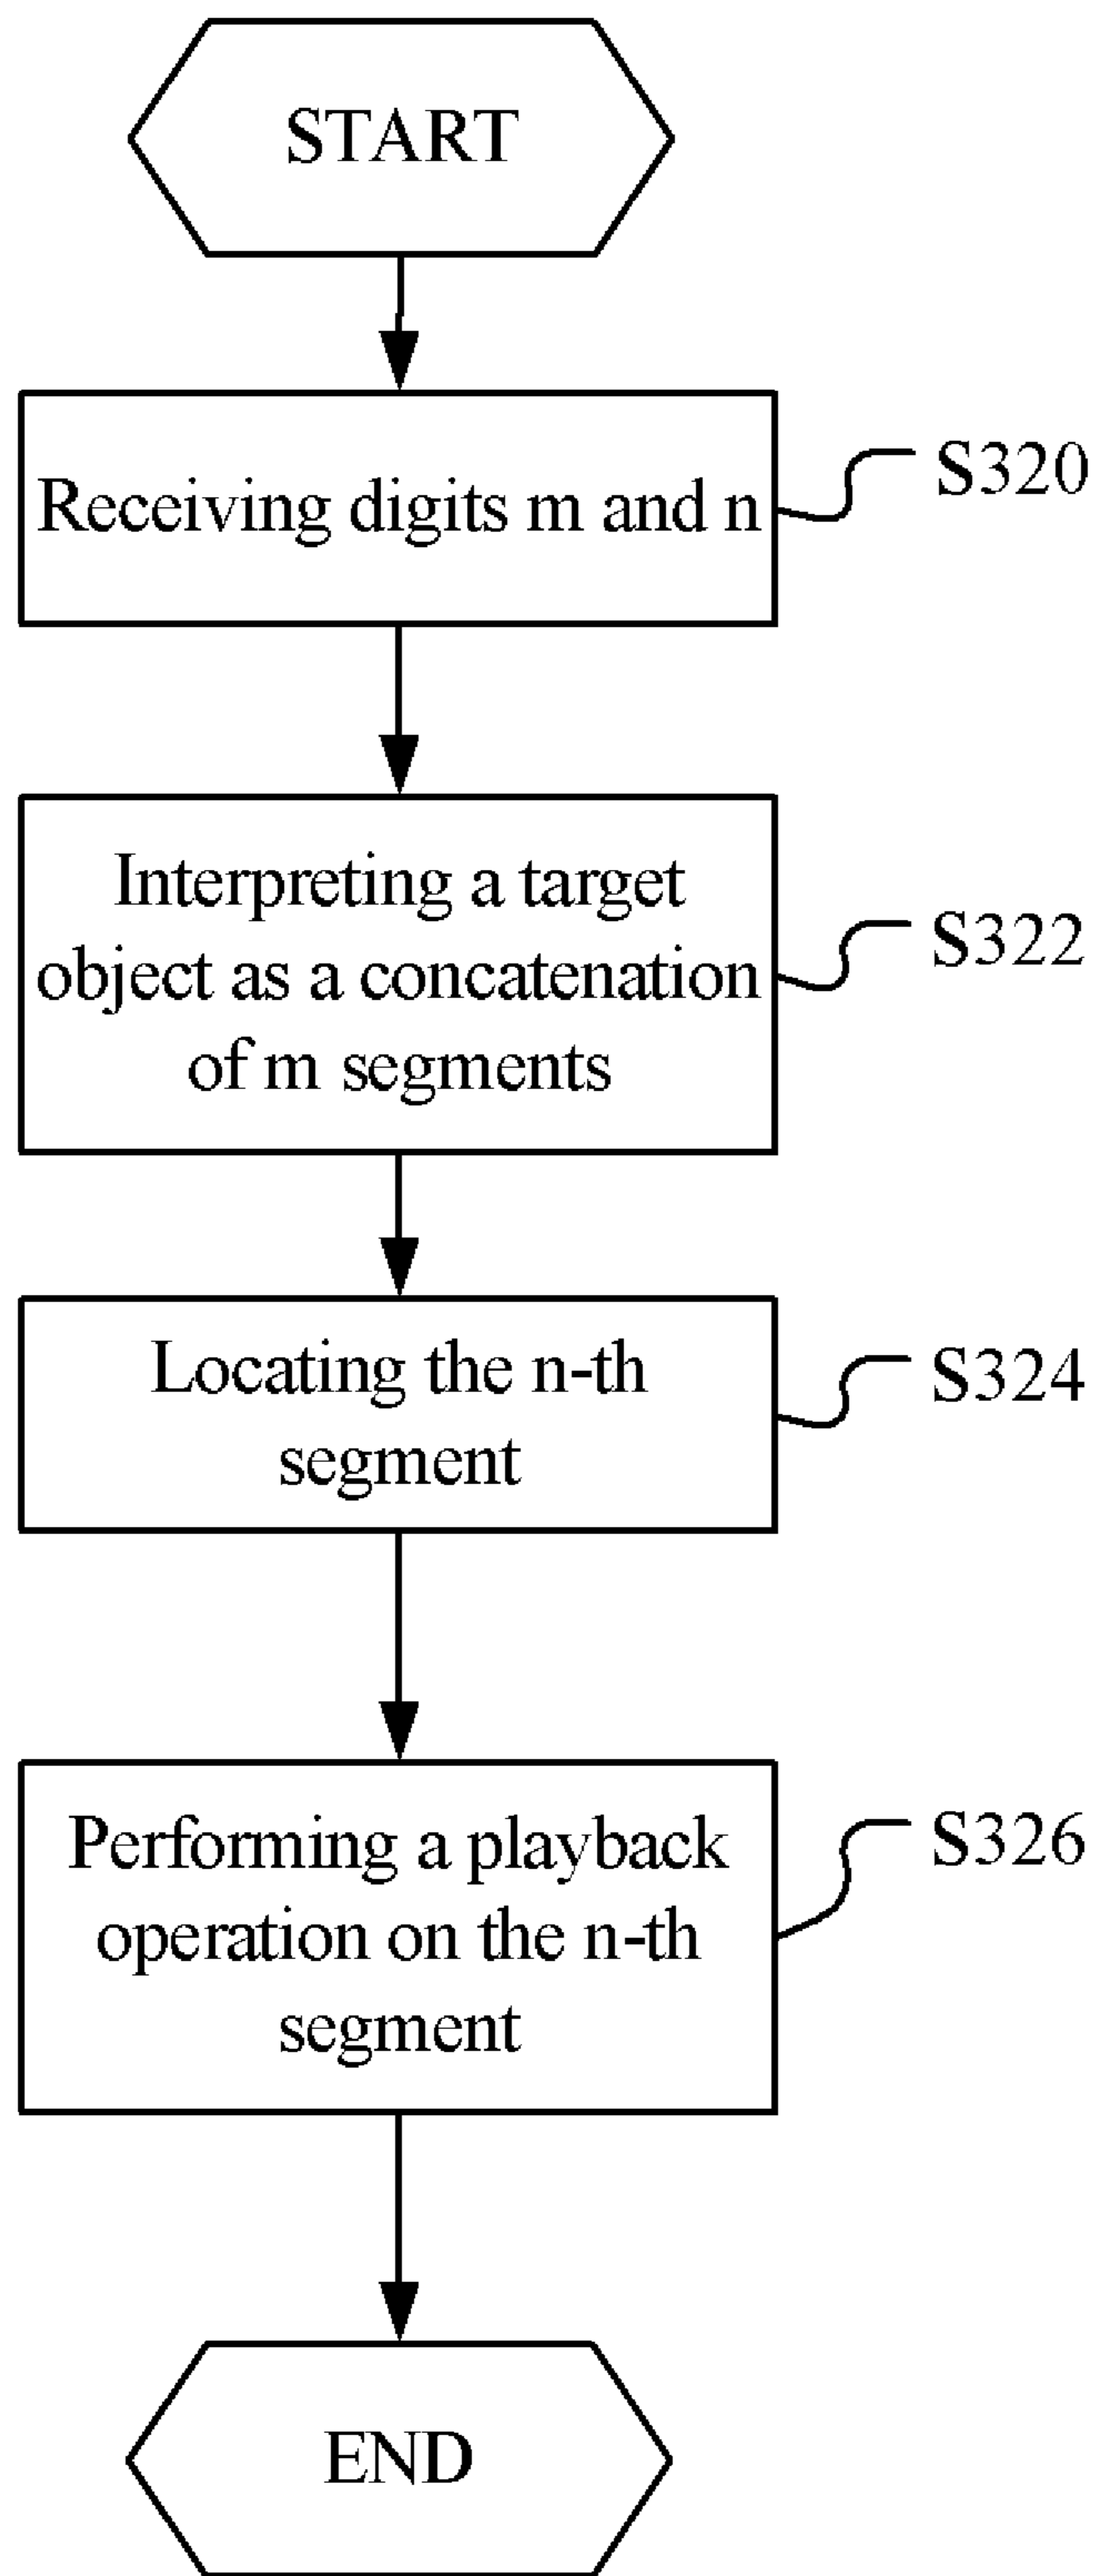 START
Receiving digits m and n
S320
Interpreting a target
object as a concatenation
of m segments
S322
Locating the n-th
segment
S324
Performing a playback
operation on the n-th
segment
S326
END